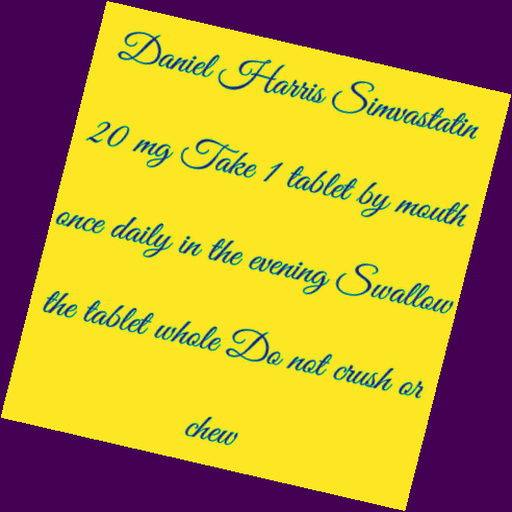 Daniel Harris Simvastatin
20 mg Take 1 tablet by mouth
once daily in the evening Swallow
the tablet whole Do not crush or
chew